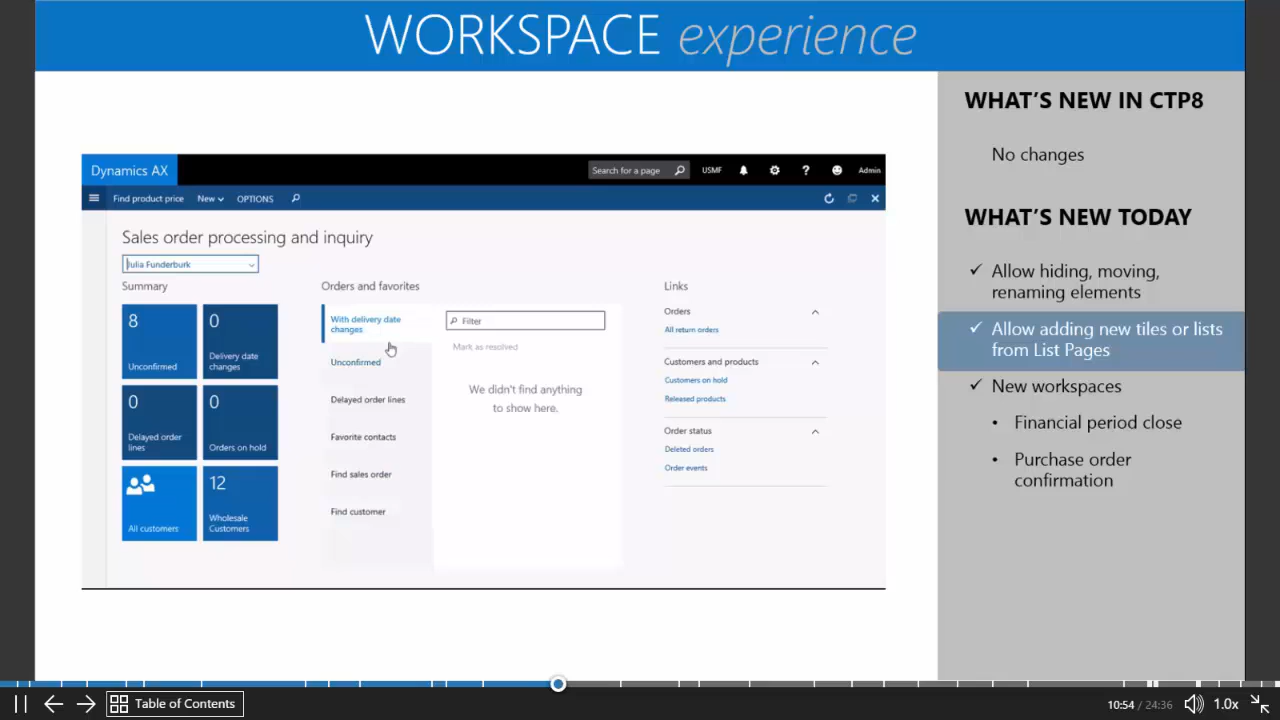 WORKSPACE experience
WHAT'S NEW IN CTP8
No changes
WHAT'S NEW TODAY
✓ Allow hiding, moving,
renaming elements
✓ Allow adding new tiles or lists
from List Pages
✓ New workspaces
• Financial period close
• Purchase order
confirmation
Dynamics AX
Search for a page
USMF
?
Admin
Find product price
New
OPTIONS
Sales order processing and inquiry
Julia Funderburk
Summary
8
Unconfirmed
0
Delivery date
changes
0
Delayed order
lines
0
Orders on hold
All customers
12
Wholesale
Customers
Orders and favorites
With delivery date
changes
Unconfirmed
Delayed order lines
Favorite contacts
Find sales order
Find customer
Filter
Mark as resolved
We didn't find anything
to show here.
Links
Orders
All return orders
Customers and products
Customers on hold
Released products
Order status
Deleted orders
Order events
Table of Contents
10:54 / 24:36
1.0x